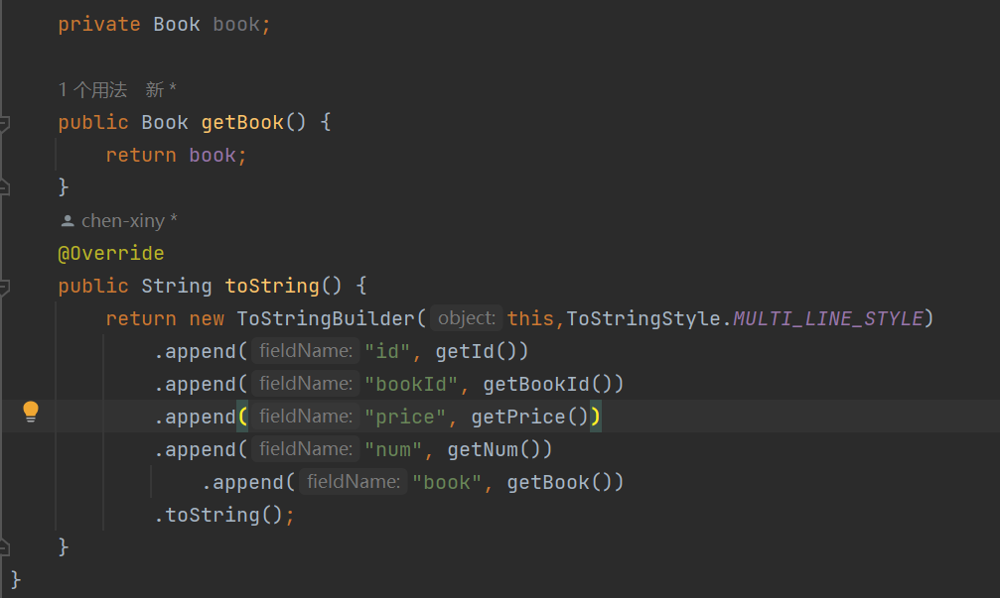 private Book book;
1 个用法 新 *
public Book getBook() {
return book;
}
chen-xiny *
@Override
public String toString() {
return new ToStringBuilder( object: this,ToStringStyle.MULTI_LINE_STYLE)
.append( fieldName: "id", getId())
.append( fieldName: "bookId", getBookId())
.append( fieldName: "price", getPrice())
.append( fieldName: "num", getNum())
.append( fieldName: "book", getBook())
.toString();
}
}